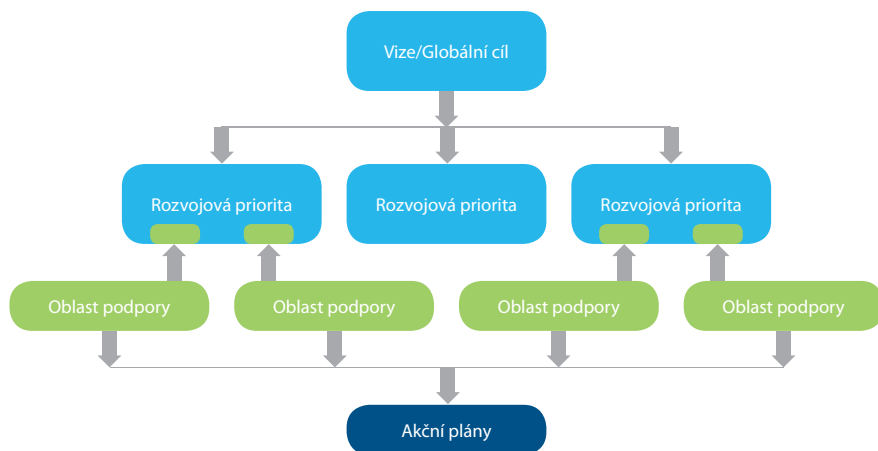 Vize/Globální cíl
Rozvojová priorita
Rozvojová priorita
Rozvojová priorita
Oblast podpory
Oblast podpory
Oblast podpory
Oblast podpory
Akční plány